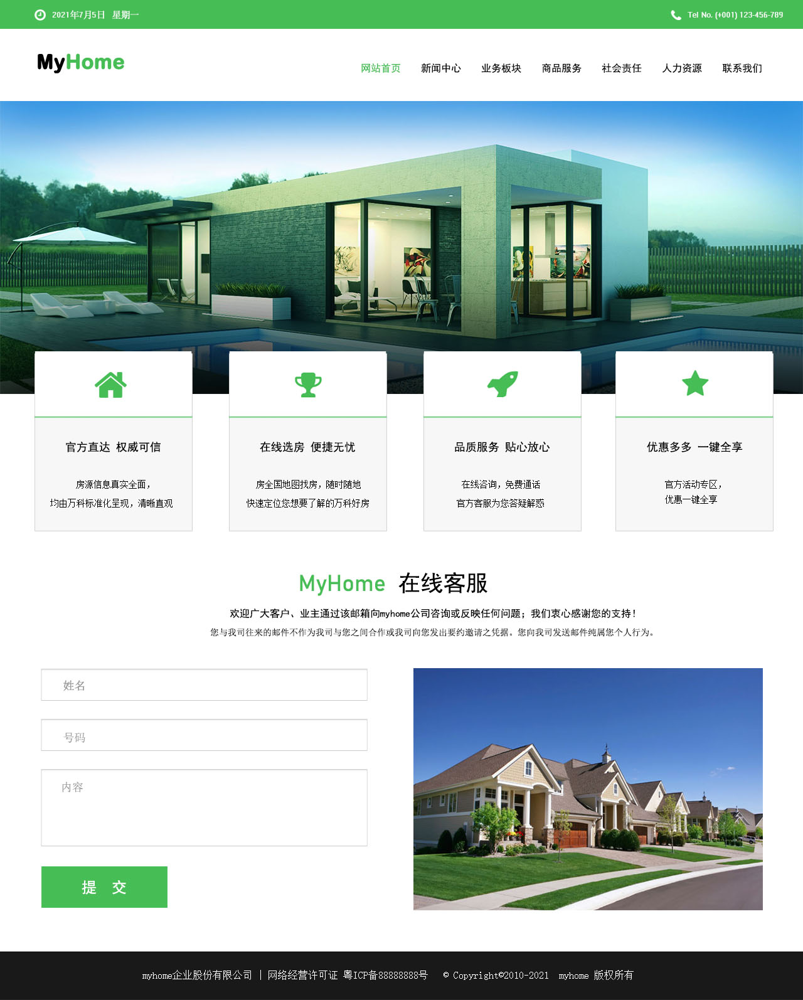 2021年7月5日 星期一
Tel No. (+001) 123-456-789
MyHome
网站首页 新闻中心 业务板块 商品服务 社会责任 人力资源 联系我们
官方直达 权威可信
房源信息真实全面，
均由万科标准化呈现，清晰直观
在线选房 便捷无忧
房全国地图找房，随时随地
快速定位您想要了解的万科好房
品质服务 贴心放心
在线咨询，免费通话
官方客服为您答疑解惑
优惠多多 一键全享
官方活动专区，
优惠一键全享
MyHome 在线客服
欢迎广大客户、业主通过该邮箱向myhome公司咨询或反映任何问题；我们衷心感谢您的支持！
您与我司往来的邮件不作为我司与您之间合作或我司向您发出要约邀请之凭据。您向我司发送邮件纯属您个人行为。
姓名
号码
内容
提 交
myhome企业股份有限公司 | 网络经营许可证 粤ICP备88888888号 © Copyright©2010-2021 myhome 版权所有